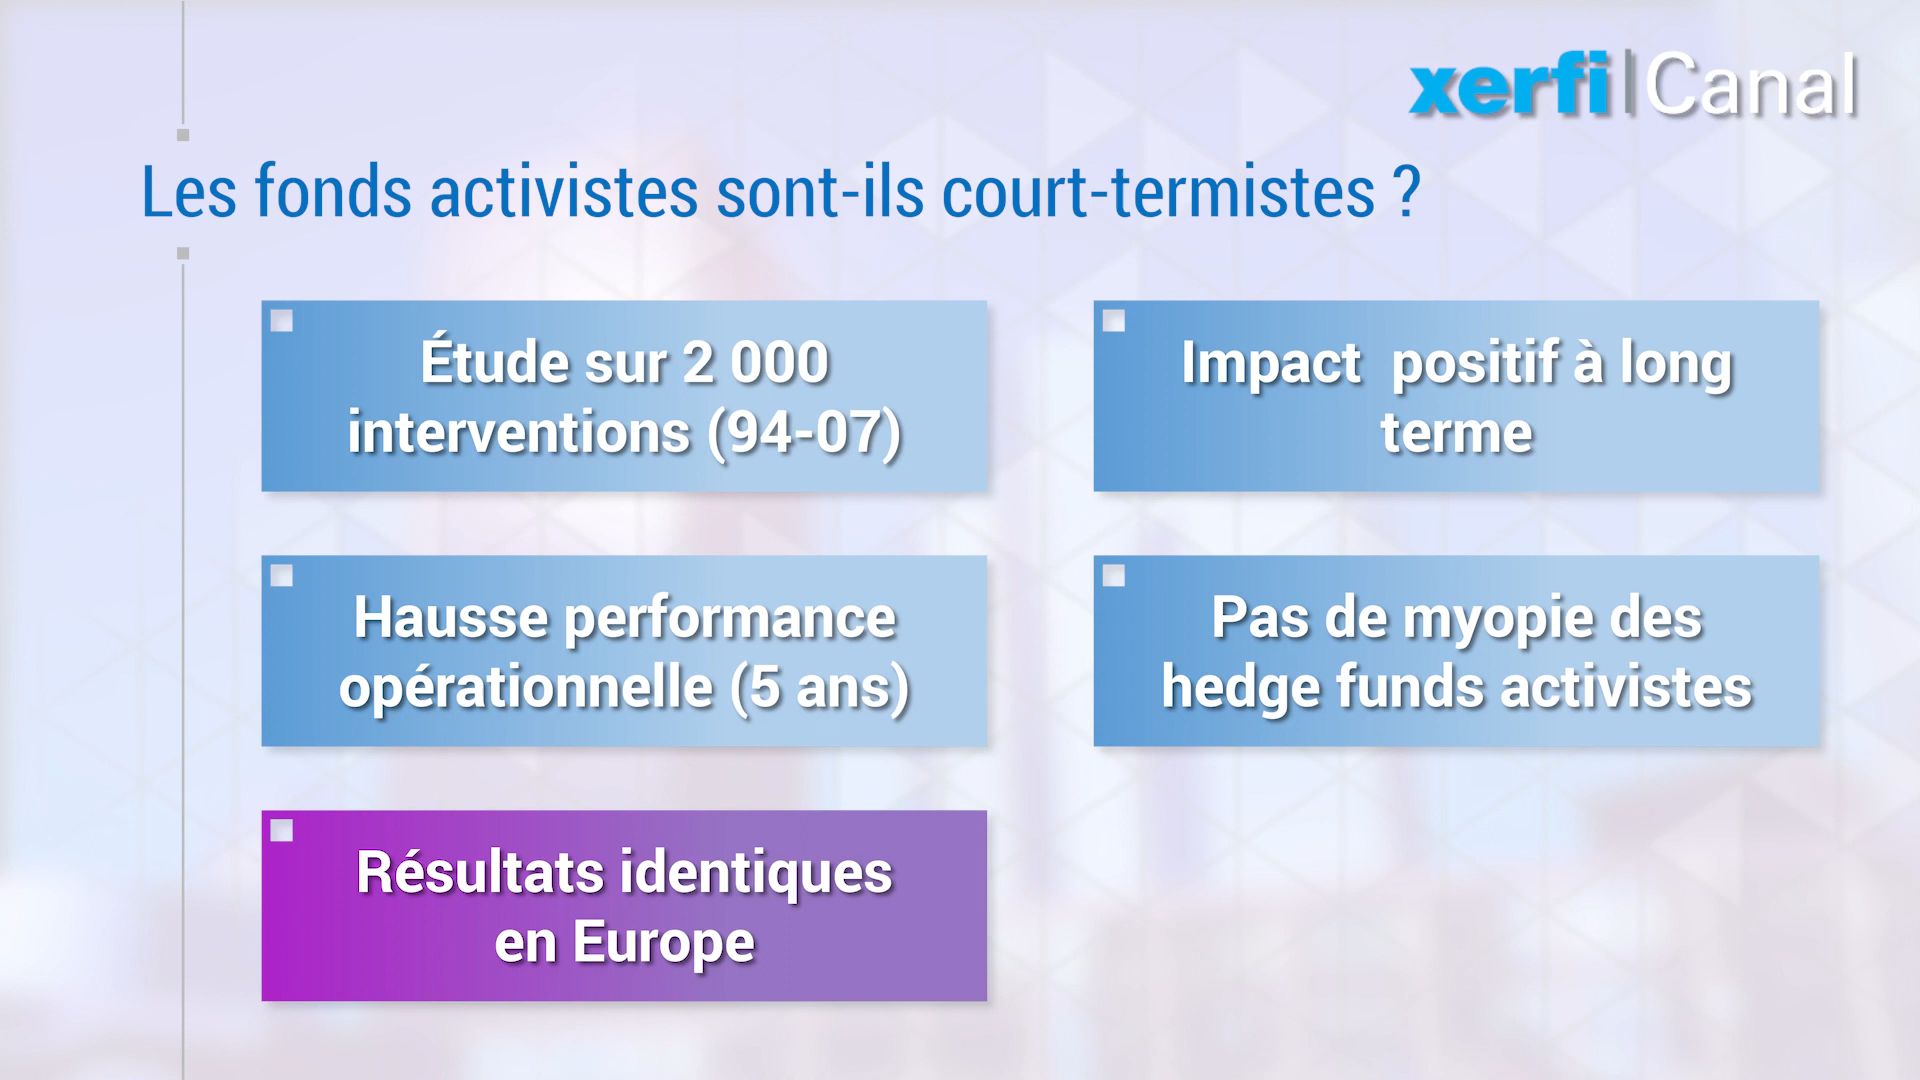 xerfi|Canal
Les fonds activistes sont-ils court-termistes ?
Étude sur 2 000
interventions (94-07)
Impact  positif à long
terme
Hausse performance
opérationnelle (5 ans)
Pas de myopie des
hedge funds activistes
Résultats identiques
en Europe